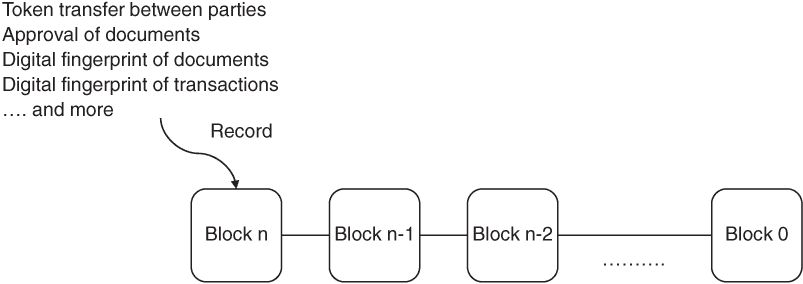 Token transfer between parties
Approval of documents
Digital fingerprint of documents
Digital fingerprint of transactions
…. and more
Record
Block n
Block n-1
Block n-2
Block 0
..........